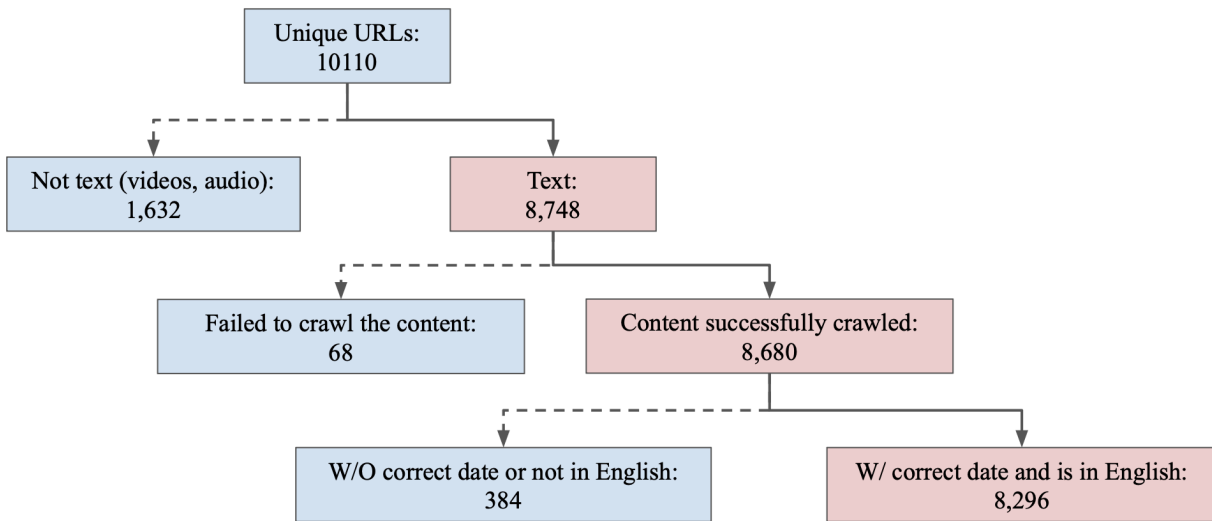 Unique URLs:
10110
Not text (videos, audio):
1,632
Text:
8,748
Failed to crawl the content:
68
Content successfully crawled:
8,680
W/O correct date or not in English:
384
W/ correct date and is in English:
8,296